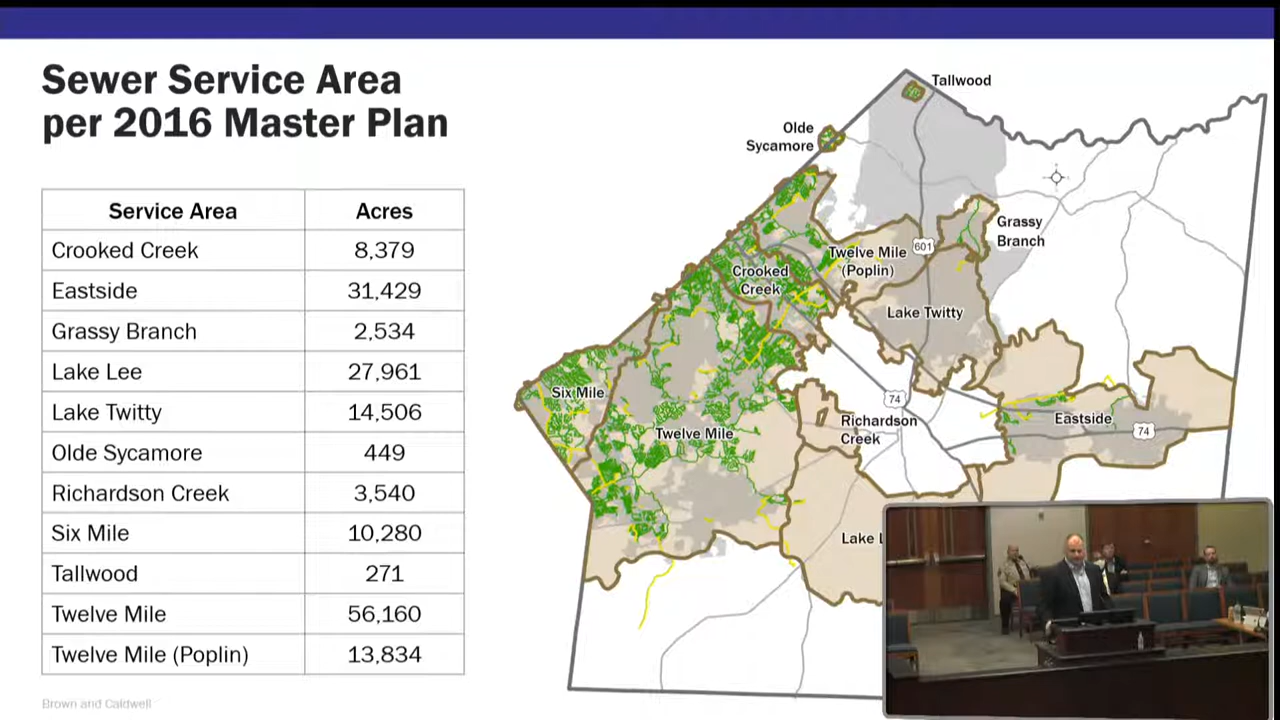 Sewer Service Area
per 2016 Master Plan
Service Area Acres
Crooked Creek 8,379
Eastside 31,429
Grassy Branch 2,534
Lake Lee 27,961
Lake Twitty 14,506
Olde Sycamore 449
Richardson Creek 3,540
Six Mile 10,280
Tallwood 271
Twelve Mile 56,160
Twelve Mile (Poplin) 13,834
Brown and Caldwell
Tallwood
Olde
Sycamore
Grassy
Branch
601
Twelve Mile
(Poplin)
Crooked
Creek
Lake Twitty
Six Mile
74
Richardson
Creek
Eastside
74
Twelve Mile
Lake L